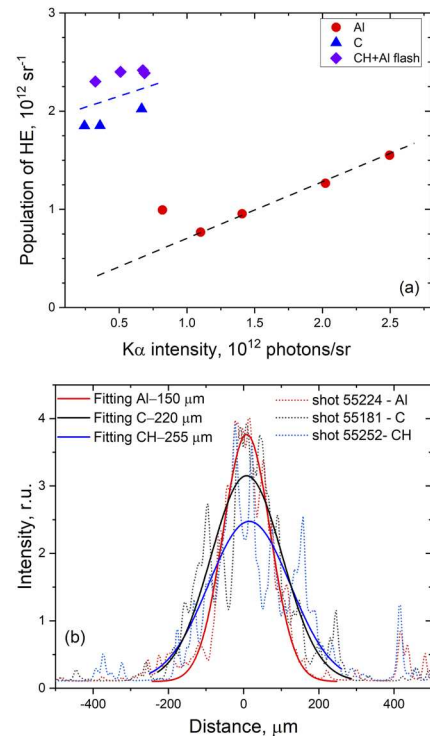 3
2
1
0
Population of HE, 10¹² sr⁻¹
Al
C
CH+Al flash
(a)
0.5 1.0 1.5 2.0 2.5
Kα intensity, 10¹² photons/sr
5
4
3
2
1
0
Intensity, r.u.
Fitting Al–150 μm
Fitting C–220 μm
Fitting CH–255 μm
shot 55224 - Al
shot 55181 - C
shot 55252- CH
(b)
-400 -200 0 200 400
Distance, μm